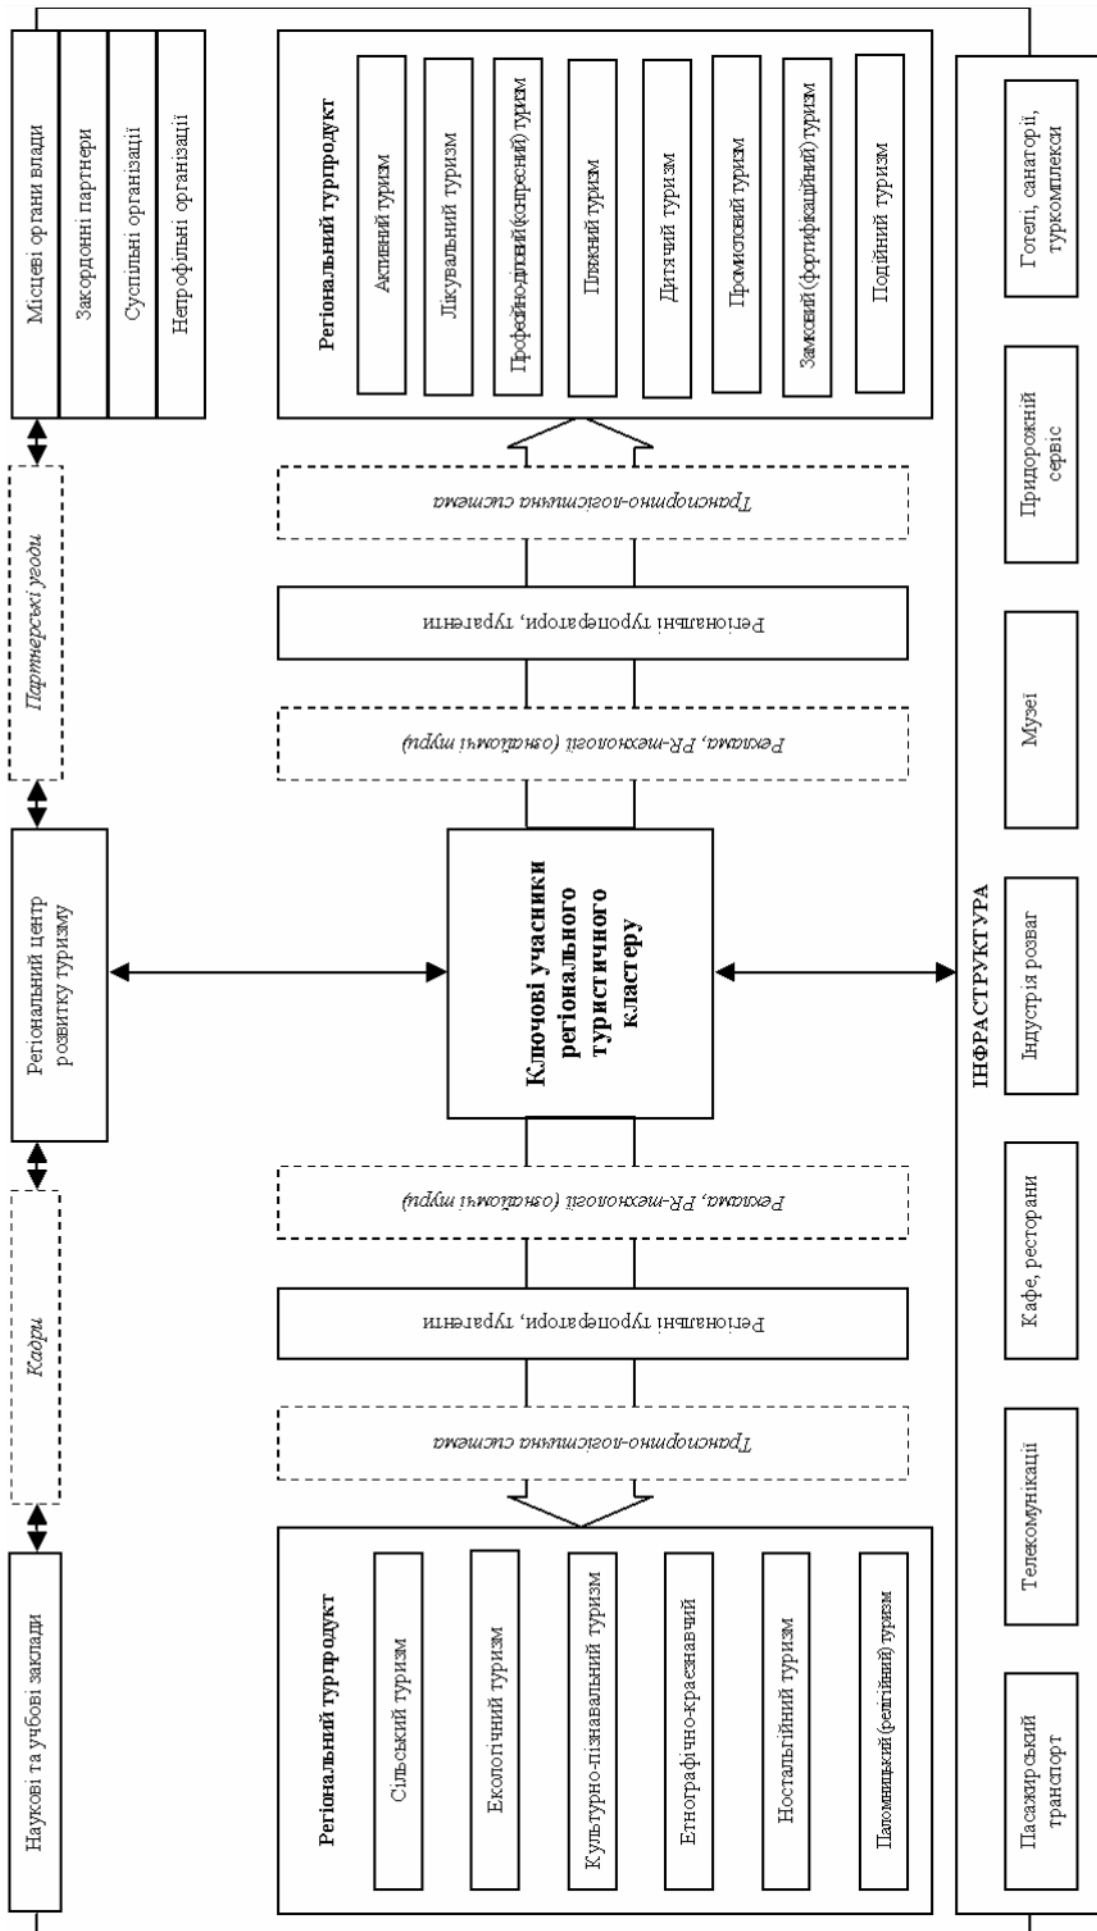 Наукові та учбові заклади
Кадри
Регіональний центр
розвитку туризму
Партнерські угоди
Місцеві органи влади
Закордонні партнери
Суспільні організації
Непрофільні організації
Регіональний турпродукт
Сільський туризм
Екологічний туризм
Культурно-пізнавальний туризм
Етнографічно-краєзнавчий
Ностальгійний туризм
Паломницький (релігійний) туризм
Транспортно-логістична система
Регіональні туроператори, турагенти
Реклама, PR-технології (ознайомчі тури)
Ключові учасники
регіонального
туристичного
кластеру
Реклама, PR-технології (ознайомчі тури)
Регіональні туроператори, турагенти
Транспортно-логістична система
Регіональний турпродукт
Активний туризм
Лікувальний туризм
Професійно-діловий (конгресний) туризм
Пляжний туризм
Дитячий туризм
Промисловий туризм
Замковий (фортифікаційний) туризм
Подійний туризм
ІНФРАСТРУКТУРА
Пасажирський
транспорт
Телекомунікації
Кафе, ресторани
Індустрія розваг
Музеї
Придорожній
сервіс
Готелі, санаторії,
туркомплекси